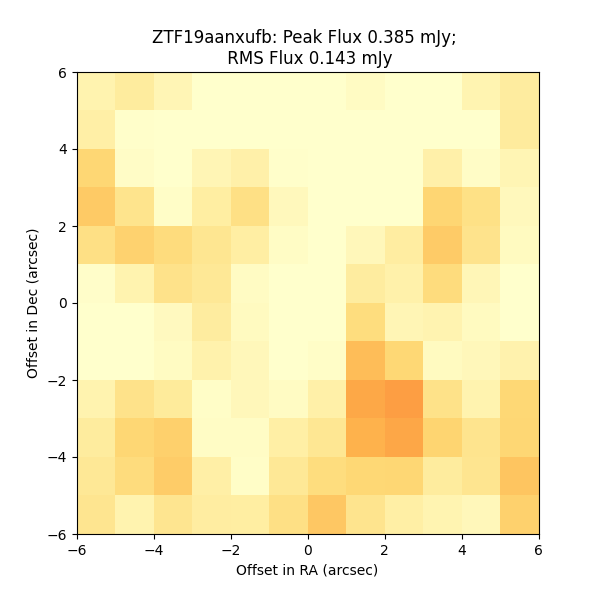 ZTF19aanxufb: Peak Flux 0.385 mJy;
RMS Flux 0.143 mJy
6
4
2
0
−2
−4
−6
Offset in Dec (arcsec)
−6 −4 −2 0 2 4 6
Offset in RA (arcsec)